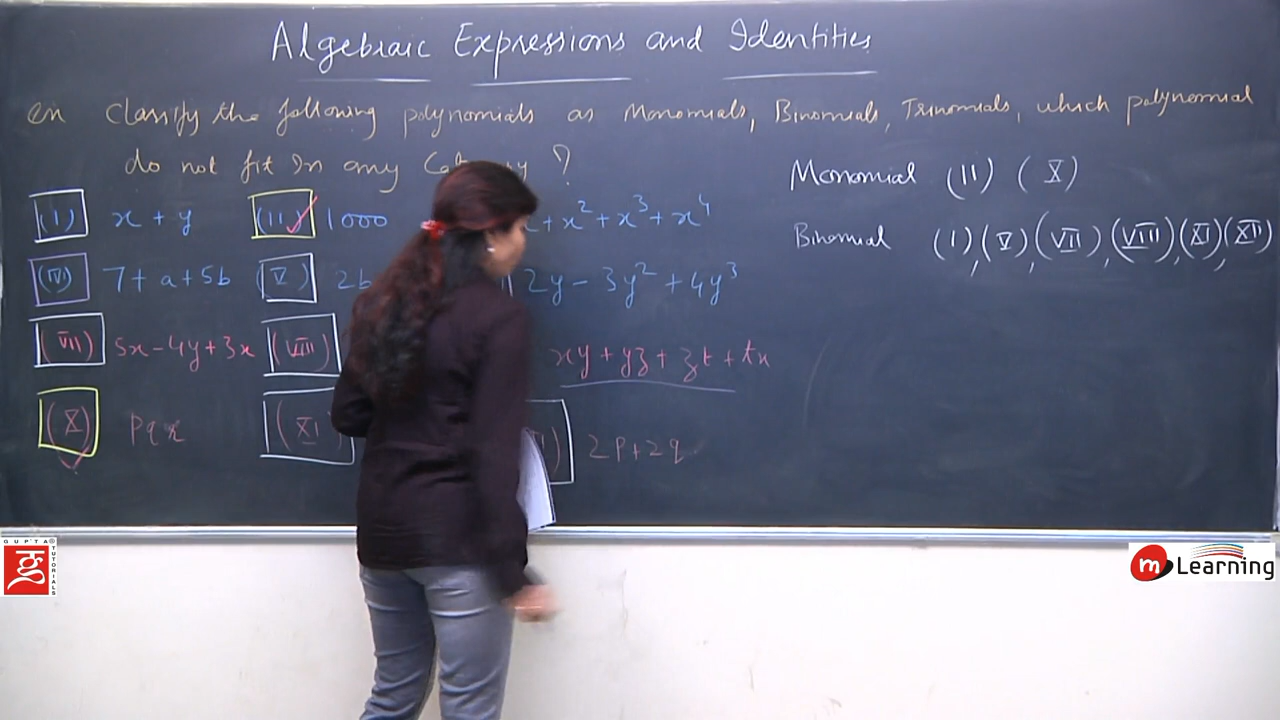 Algebraic Expressions and Identities
Classify the following polynomials as Monomials, Binomials, Trinomials, which polynomial
do not fit In any ?
Monomial (II) (X)
(I) x + y (II) 1000 + x² + x³ + x⁴
Binomial (I), (V), (VII), (VIII), (XI), (XII)
(IV) 7 + a + 5b (V) 2b 2y - 3y² + 4y³
(VII) 5x - 4y + 3x (VIII) xy + yz + zt + tx
(X) pqr (XI) 2p + 2q
GUPTA TUTORIALS
m Learning